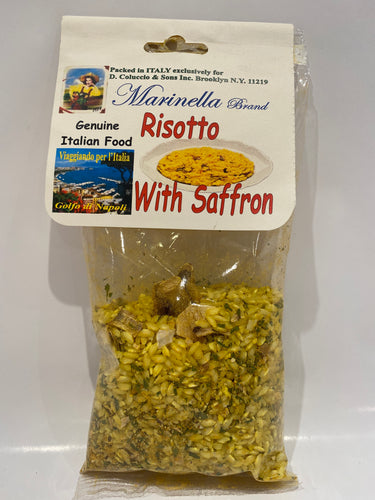 Packed in ITALY exclusively for
D. Coluccio & Sons Inc. Brooklyn N.Y. 11219
Marinella Brand
Genuine
Italian Food
Risotto
Viaggiando per l'Italia
Golfo di Napoli
With Saffron